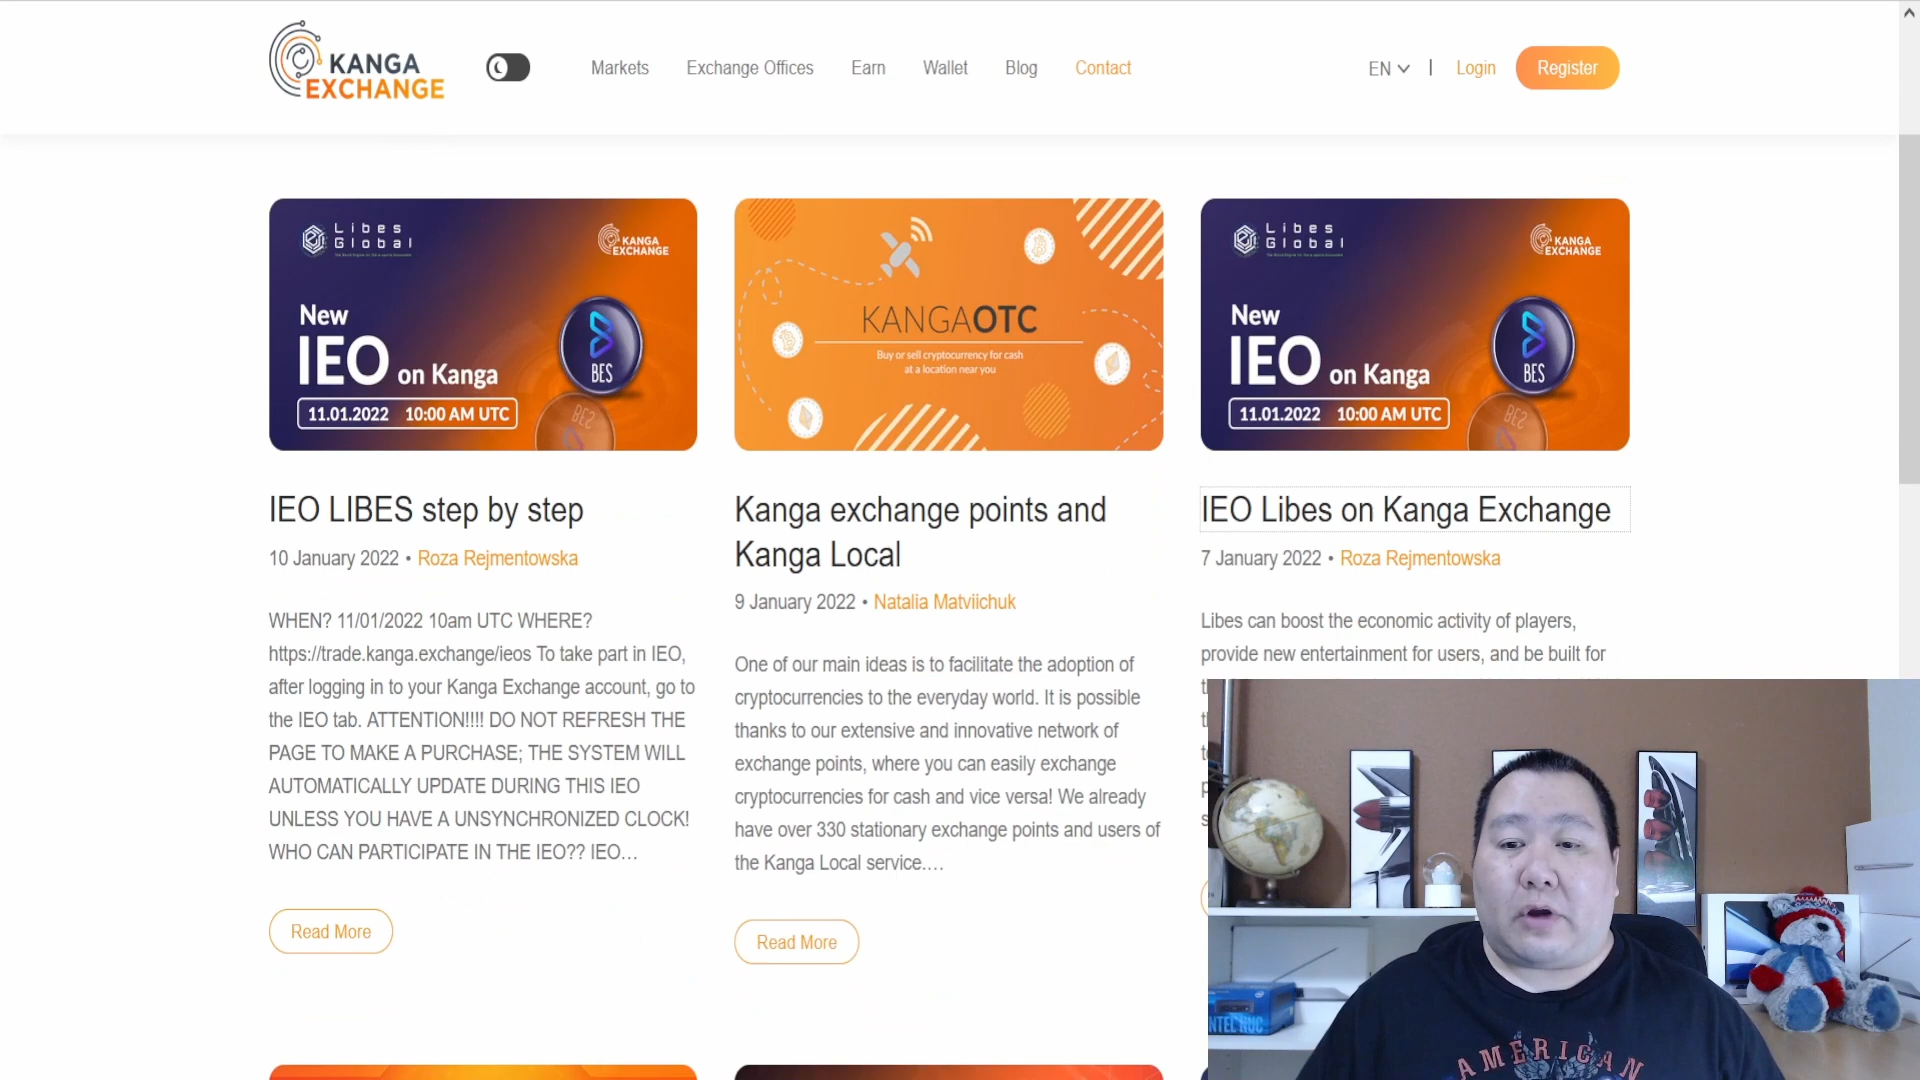 KANGA
EXCHANGE
Markets
Exchange Offices
Earn
Wallet
Blog
Contact
EN
Login
Register
Libes
Global
KANGA
EXCHANGE
New
IEO on Kanga
11.01.2022 10:00 AM UTC
BES
BES
KANGAOTC
Buy or sell cryptocurrency for cash
at a location near you
Libes
Global
KANGA
EXCHANGE
New
IEO on Kanga
11.01.2022 10:00 AM UTC
BES
BES
IEO LIBES step by step
10 January 2022 • Roza Rejmentowska
WHEN? 11/01/2022 10am UTC WHERE?
https://trade.kanga.exchange/ieos To take part in IEO,
after logging in to your Kanga Exchange account, go to
the IEO tab. ATTENTION!!!! DO NOT REFRESH THE
PAGE TO MAKE A PURCHASE; THE SYSTEM WILL
AUTOMATICALLY UPDATE DURING THIS IEO
UNLESS YOU HAVE A UNSYNCHRONIZED CLOCK!
WHO CAN PARTICIPATE IN THE IEO?? IEO…
Read More
Kanga exchange points and
Kanga Local
9 January 2022 • Natalia Matviichuk
One of our main ideas is to facilitate the adoption of
cryptocurrencies to the everyday world. It is possible
thanks to our extensive and innovative network of
exchange points, where you can easily exchange
cryptocurrencies for cash and vice versa! We already
have over 330 stationary exchange points and users of
the Kanga Local service.…
Read More
IEO Libes on Kanga Exchange
7 January 2022 • Roza Rejmentowska
Libes can boost the economic activity of players,
provide new entertainment for users, and be built for
INTEL NUC
AMERICAN